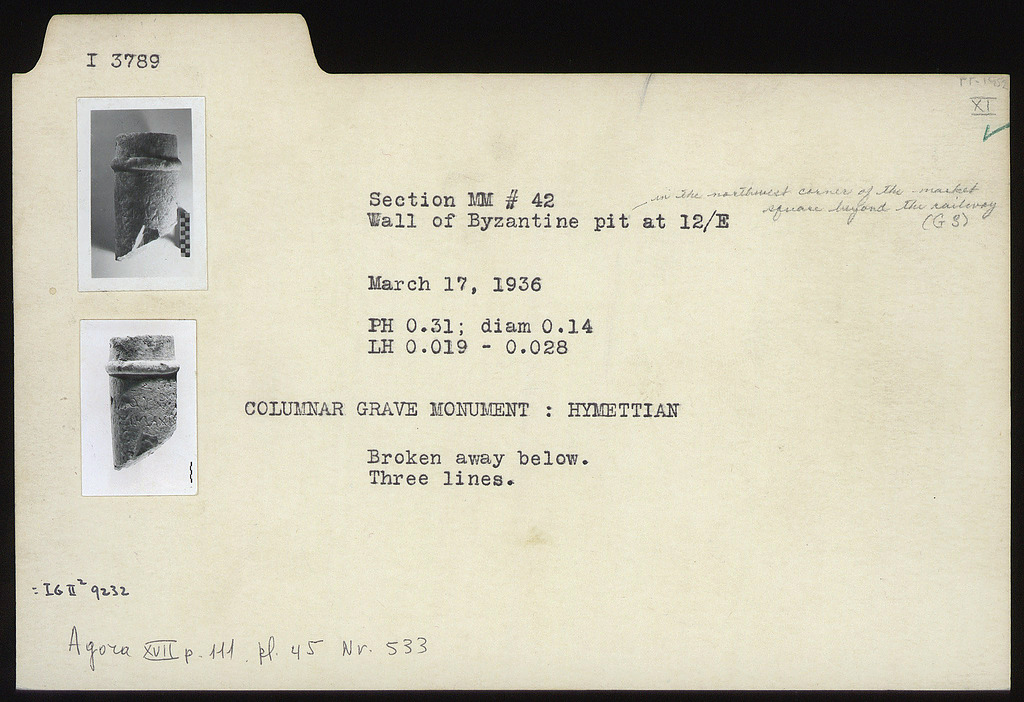 I 3789
XI
Section MM # 42
in the northwest corner of the market
square beyond the railway
(G 3)
Wall of Byzantine pit at 12/E
March 17, 1936
PH 0.31; diam 0.14
LH 0.019 - 0.028
COLUMNAR GRAVE MONUMENT : HYMETTIAN
Broken away below.
Three lines.
= IG II² 9232
Agora XVII p. 111. pl. 45 Nr. 533